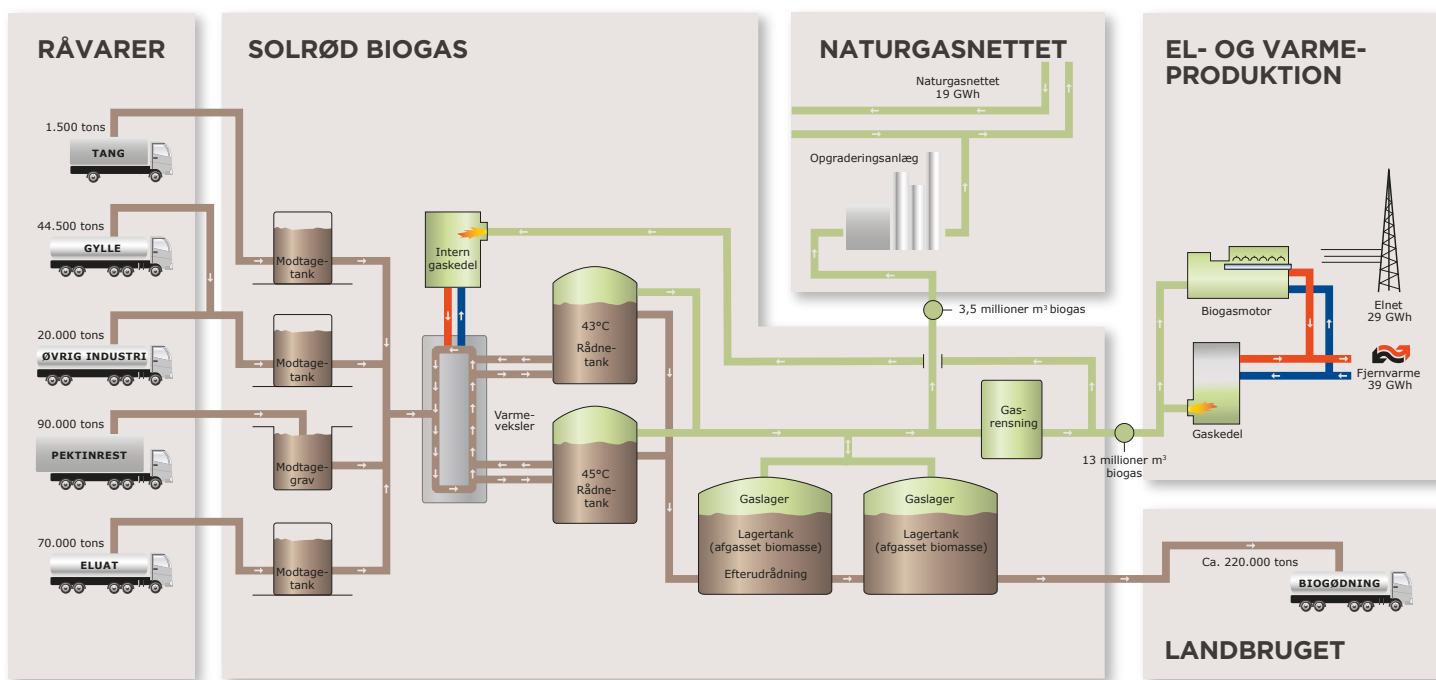 RÅVARER
1.500 tons
TANG
44.500 tons
GYLLE
20.000 tons
ØVRIG INDUSTRI
90.000 tons
PEKTINREST
70.000 tons
ELUAT
SOLRØD BIOGAS
Modtage-
tank
Modtage-
tank
Modtage-
grav
Modtage-
tank
Intern
gaskedel
Varme-
veksler
43°C
Rådne-
tank
45°C
Rådne-
tank
Gaslager
Lagertank
(afgasset biomasse)
Efterudrådning
Gaslager
Lagertank
(afgasset biomasse)
Gas-
rensning
NATURGASNETTET
Naturgasnettet
19 GWh
Opgraderingsanlæg
3,5 millioner m³ biogas
13 millioner m³
biogas
EL- OG VARME-
PRODUKTION
Biogasmotor
Gaskedel
Elnet
29 GWh
Fjernvarme
39 GWh
Ca. 220.000 tons
BIOGØDNING
LANDBRUGET